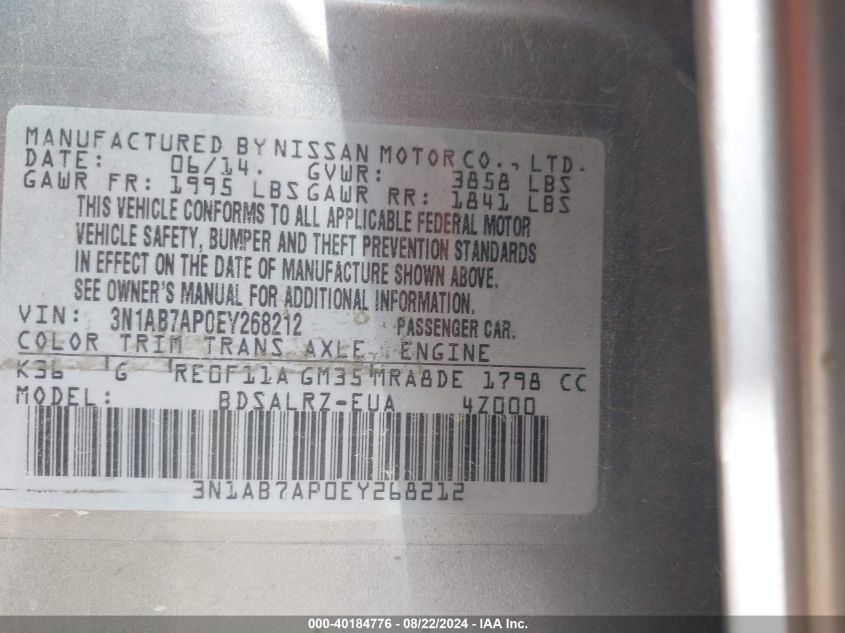 MANUFACTURED BY NISSAN MOTOR CO., LTD.
DATE: 06/14. GVWR: 3858 LBS
GAWR FR: 1995 LBS GAWR RR: 1841 LBS
THIS VEHICLE CONFORMS TO ALL APPLICABLE FEDERAL MOTOR
VEHICLE SAFETY, BUMPER AND THEFT PREVENTION STANDARDS
IN EFFECT ON THE DATE OF MANUFACTURE SHOWN ABOVE.
SEE OWNER'S MANUAL FOR ADDITIONAL INFORMATION.
VIN: 3N1AB7AP0EY268212 PASSENGER CAR.
COLOR TRIM TRANS AXLE ENGINE
K36 G RE0F11A GM35 MRA8DE 1798 CC
MODEL: BDSALRZ-EUA 4Z000
3N1AB7AP0EY268212
000-40184776 - 08/22/2024 - IAA Inc.